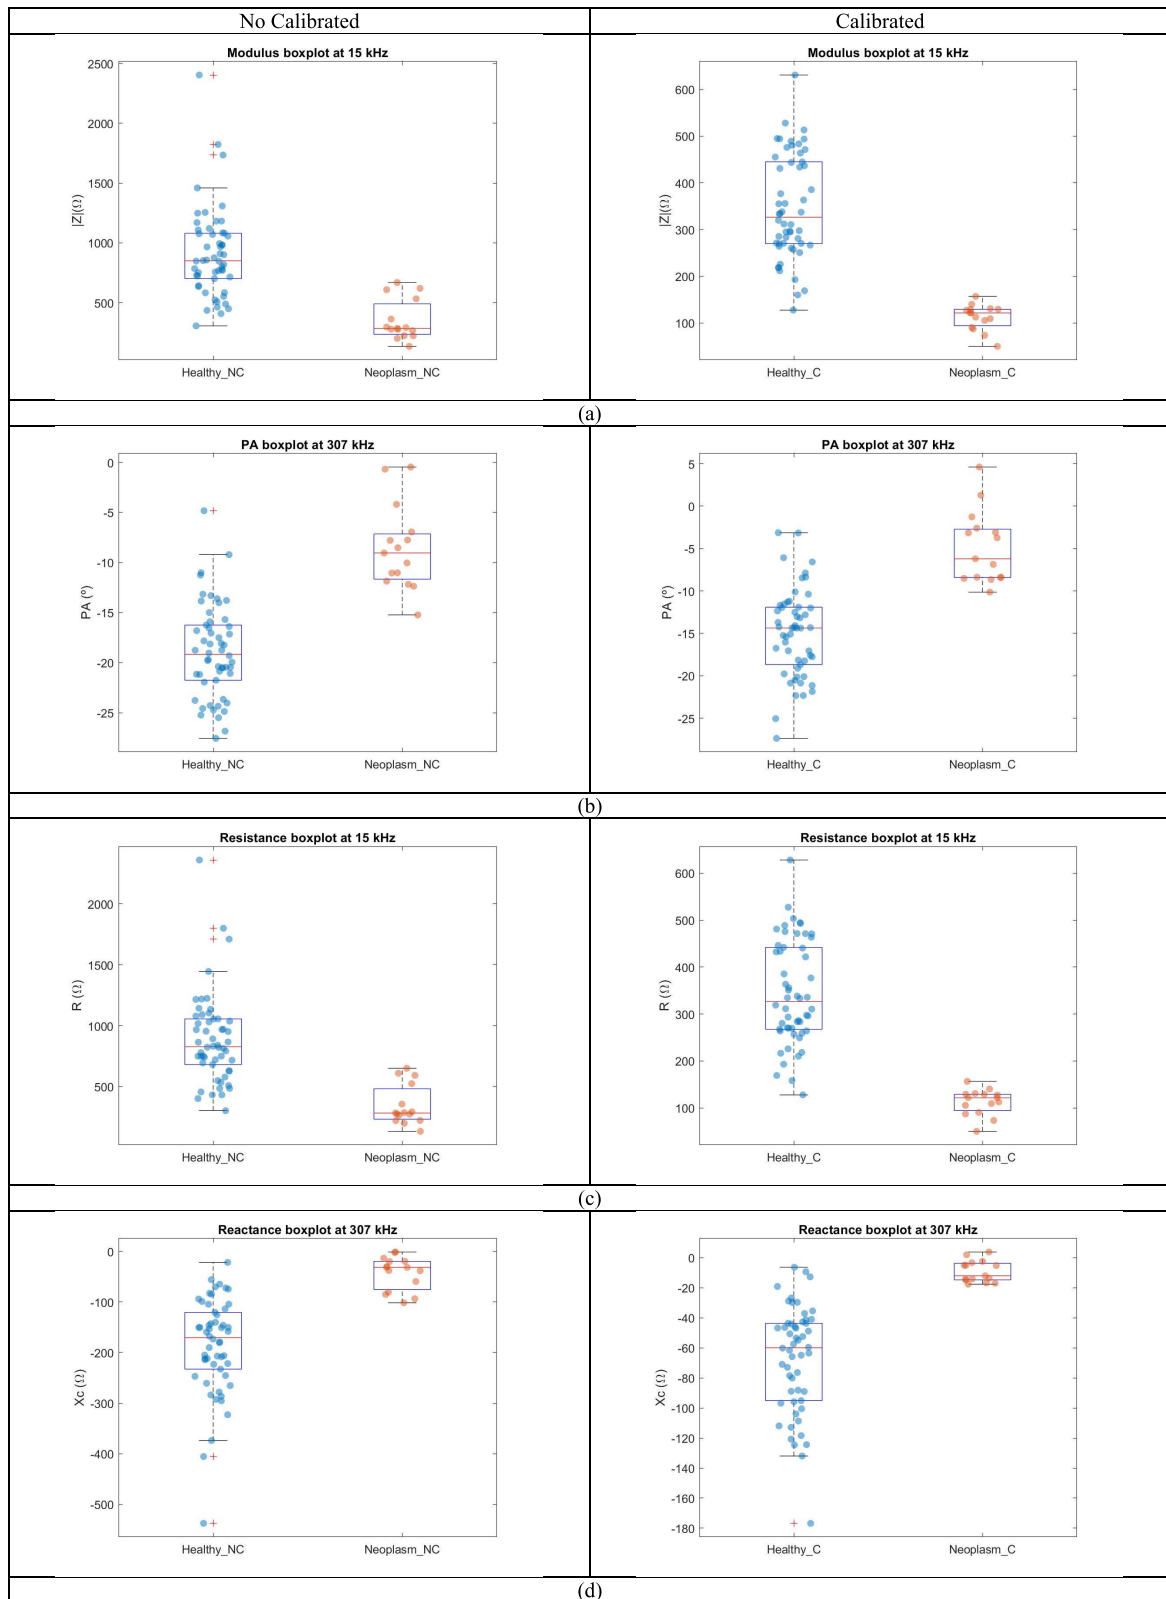 No Calibrated
Calibrated
Modulus boxplot at 15 kHz
2500
2000
1500
1000
500
|Z|(Ω)
Healthy_NC
Neoplasm_NC
Modulus boxplot at 15 kHz
600
500
400
300
200
100
|Z|(Ω)
Healthy_C
Neoplasm_C
(a)
PA boxplot at 307 kHz
0
-5
-10
-15
-20
-25
PA (º)
Healthy_NC
Neoplasm_NC
PA boxplot at 307 kHz
5
0
-5
-10
-15
-20
-25
PA (º)
Healthy_C
Neoplasm_C
(b)
Resistance boxplot at 15 kHz
2000
1500
1000
500
R (Ω)
Healthy_NC
Neoplasm_NC
Resistance boxplot at 15 kHz
600
500
400
300
200
100
R (Ω)
Healthy_C
Neoplasm_C
(c)
Reactance boxplot at 307 kHz
0
-100
-200
-300
-400
-500
Xc (Ω)
Healthy_NC
Neoplasm_NC
Reactance boxplot at 307 kHz
0
-20
-40
-60
-80
-100
-120
-140
-160
-180
Xc (Ω)
Healthy_C
Neoplasm_C
(d)